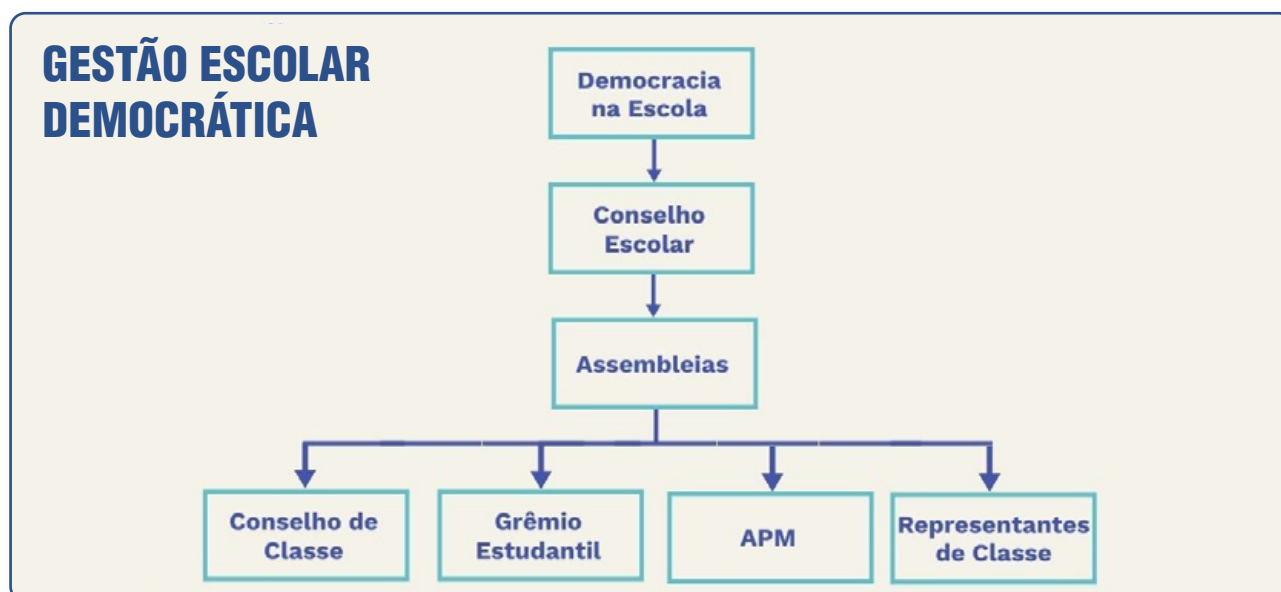 GESTÃO ESCOLAR
DEMOCRÁTICA
Democracia
na Escola
Conselho
Escolar
Assembleias
Conselho de
Classe
Grêmio
Estudantil
APM
Representantes
de Classe